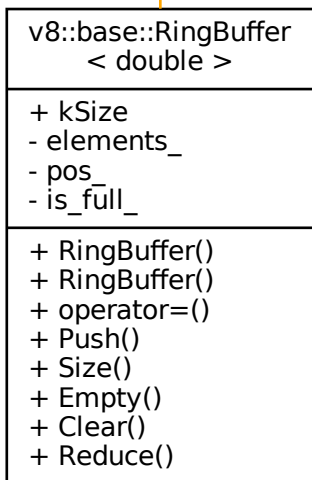 v8::base::RingBuffer
< double >
+ kSize
- elements_
- pos_
- is_full_
+ RingBuffer()
+ RingBuffer()
+ operator=()
+ Push()
+ Size()
+ Empty()
+ Clear()
+ Reduce()